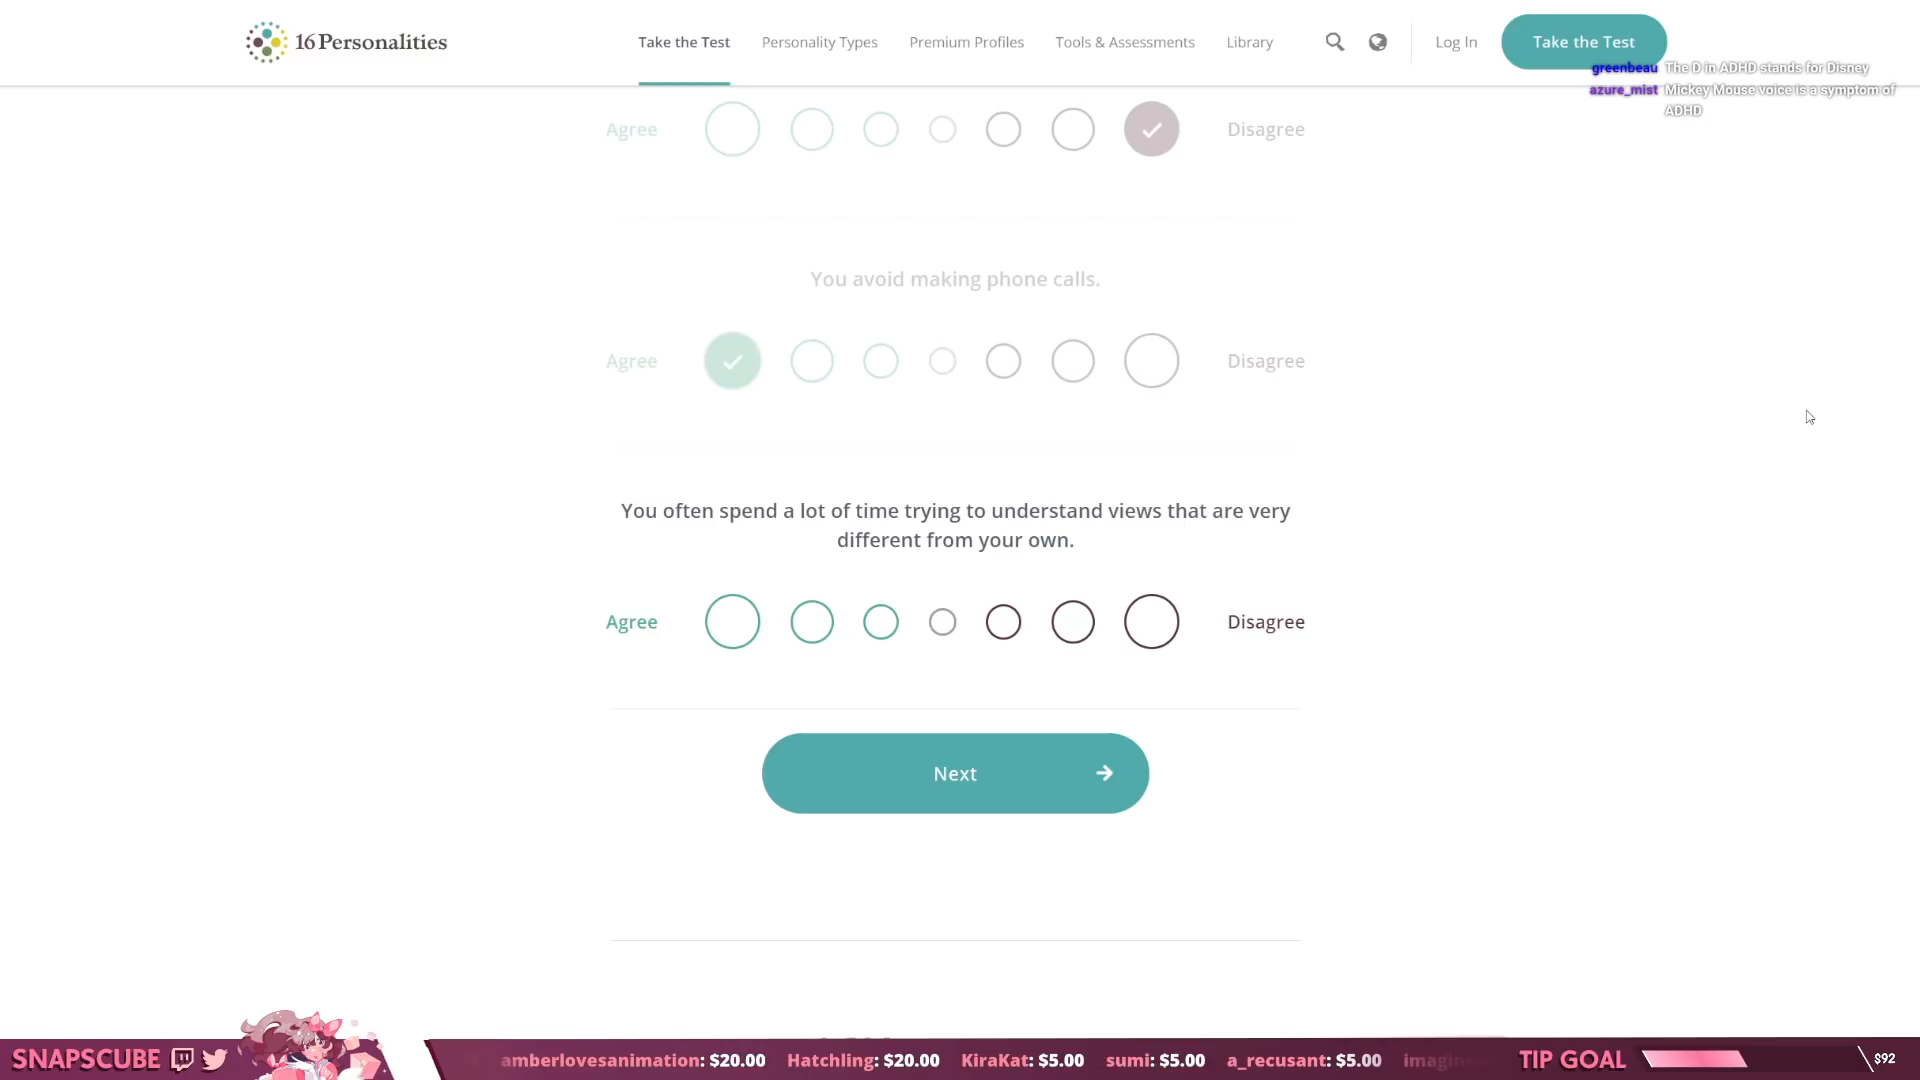 16Personalities
Take the Test
Personality Types
Premium Profiles
Tools & Assessments
Library
Log In
Take the Test
greenbeau The D in ADHD stands for Disney
azure_mist Mickey Mouse voice is a symptom of
ADHD
Agree
Disagree
You avoid making phone calls.
Agree
Disagree
You often spend a lot of time trying to understand views that are very
different from your own.
Agree
Disagree
Next
SNAPSCUBE
amberlovesanimation: $20.00 Hatchling: $20.00 KiraKat: $5.00 sumi: $5.00 a_recusant: $5.00
TIP GOAL
$92